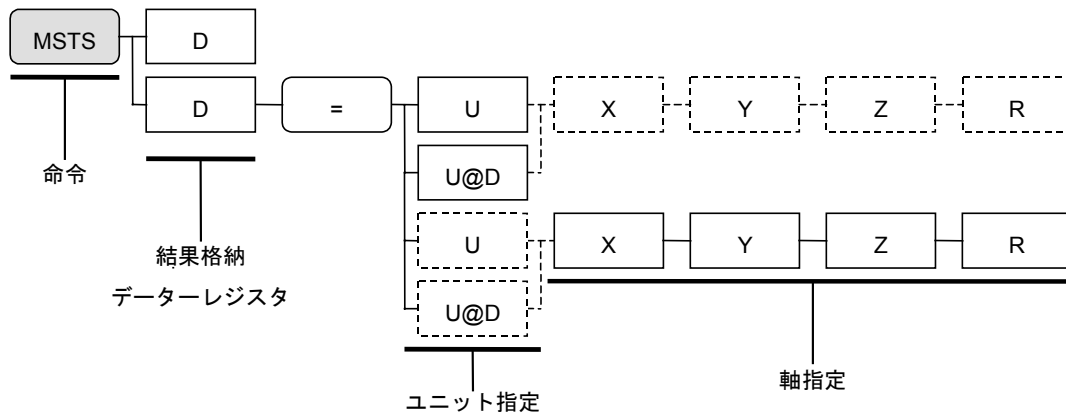 MSTS D
D = U X Y Z R
U@D
U X Y Z R
U@D
命令
結果格納
データーレジスタ
ユニット指定
軸指定